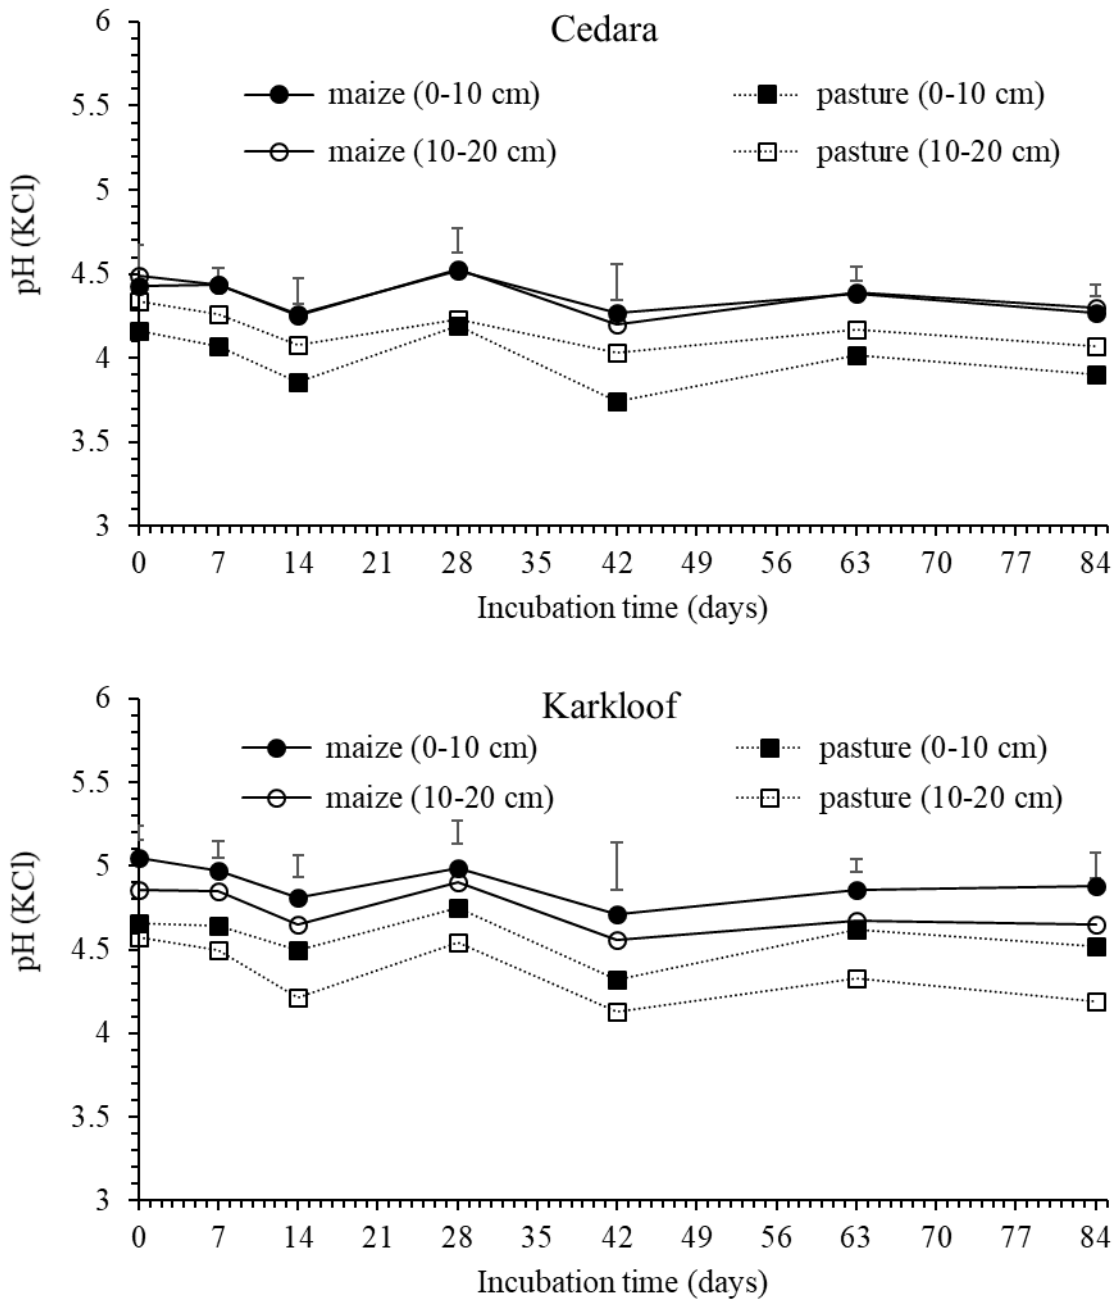 Cedara
6
5.5
5
4.5
4
3.5
3
pH (KCl)
maize (0-10 cm)
pasture (0-10 cm)
maize (10-20 cm)
pasture (10-20 cm)
0 7 14 21 28 35 42 49 56 63 70 77 84
Incubation time (days)
Karkloof
6
5.5
5
4.5
4
3.5
3
pH (KCl)
maize (0-10 cm)
pasture (0-10 cm)
maize (10-20 cm)
pasture (10-20 cm)
0 7 14 21 28 35 42 49 56 63 70 77 84
Incubation time (days)